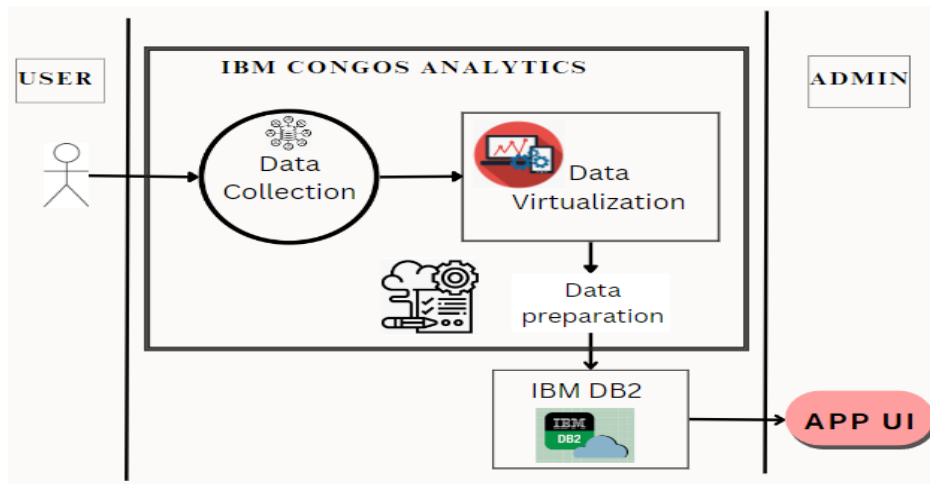 IBM CONGOS ANALYTICS
USER
ADMIN
Data
Collection
Data
Virtualization
Data
preparation
IBM DB2
IBM
DB2
APP UI